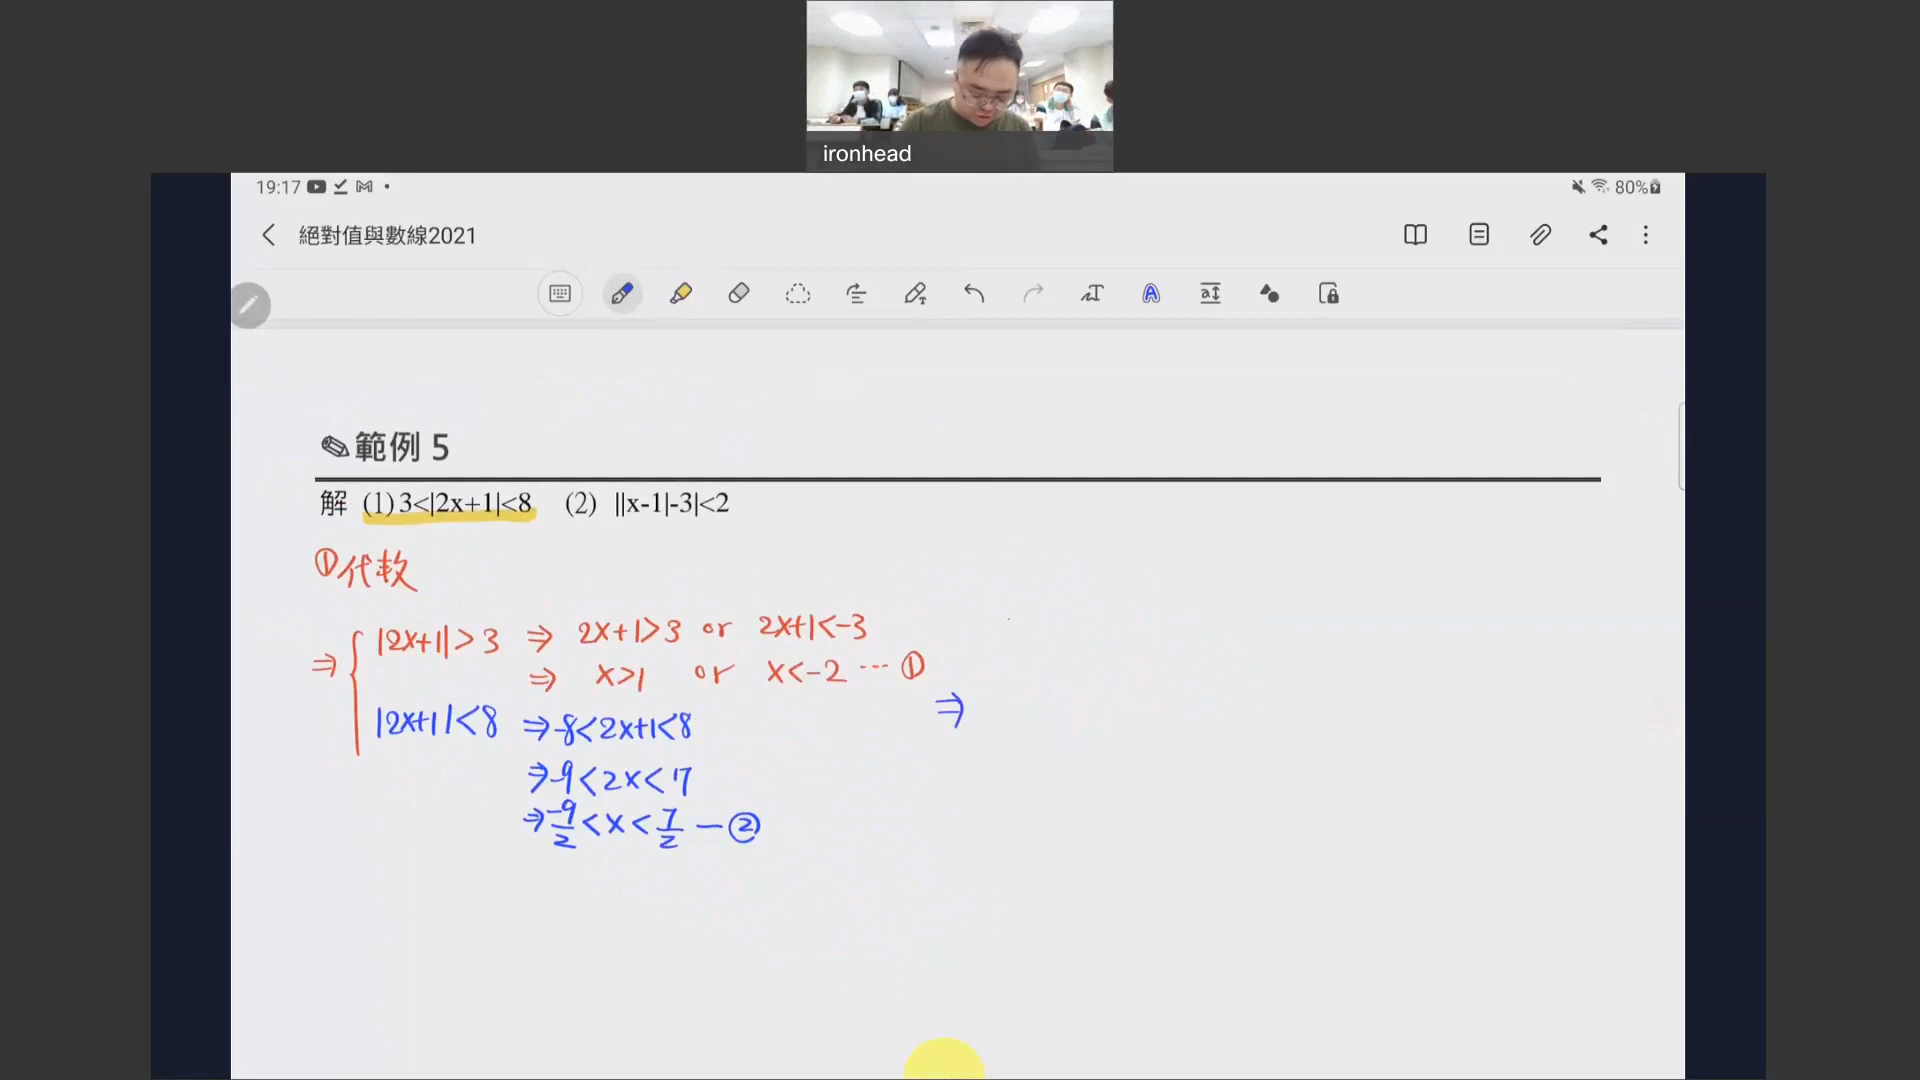 ironhead
19:17
80%
絕對值與數線2021
範例 5
解 (1) 3<|2x+1|<8 (2) ||x-1|-3|<2
①代数
⇒ { |2x+1|>3 ⇒ 2x+1>3 or 2x+1<-3
⇒ x>1 or x<-2 ... ①
|2x+1|<8 ⇒ -8<2x+1<8 ⇒
⇒ -9<2x<17
⇒ -9/2<x<7/2 — ②